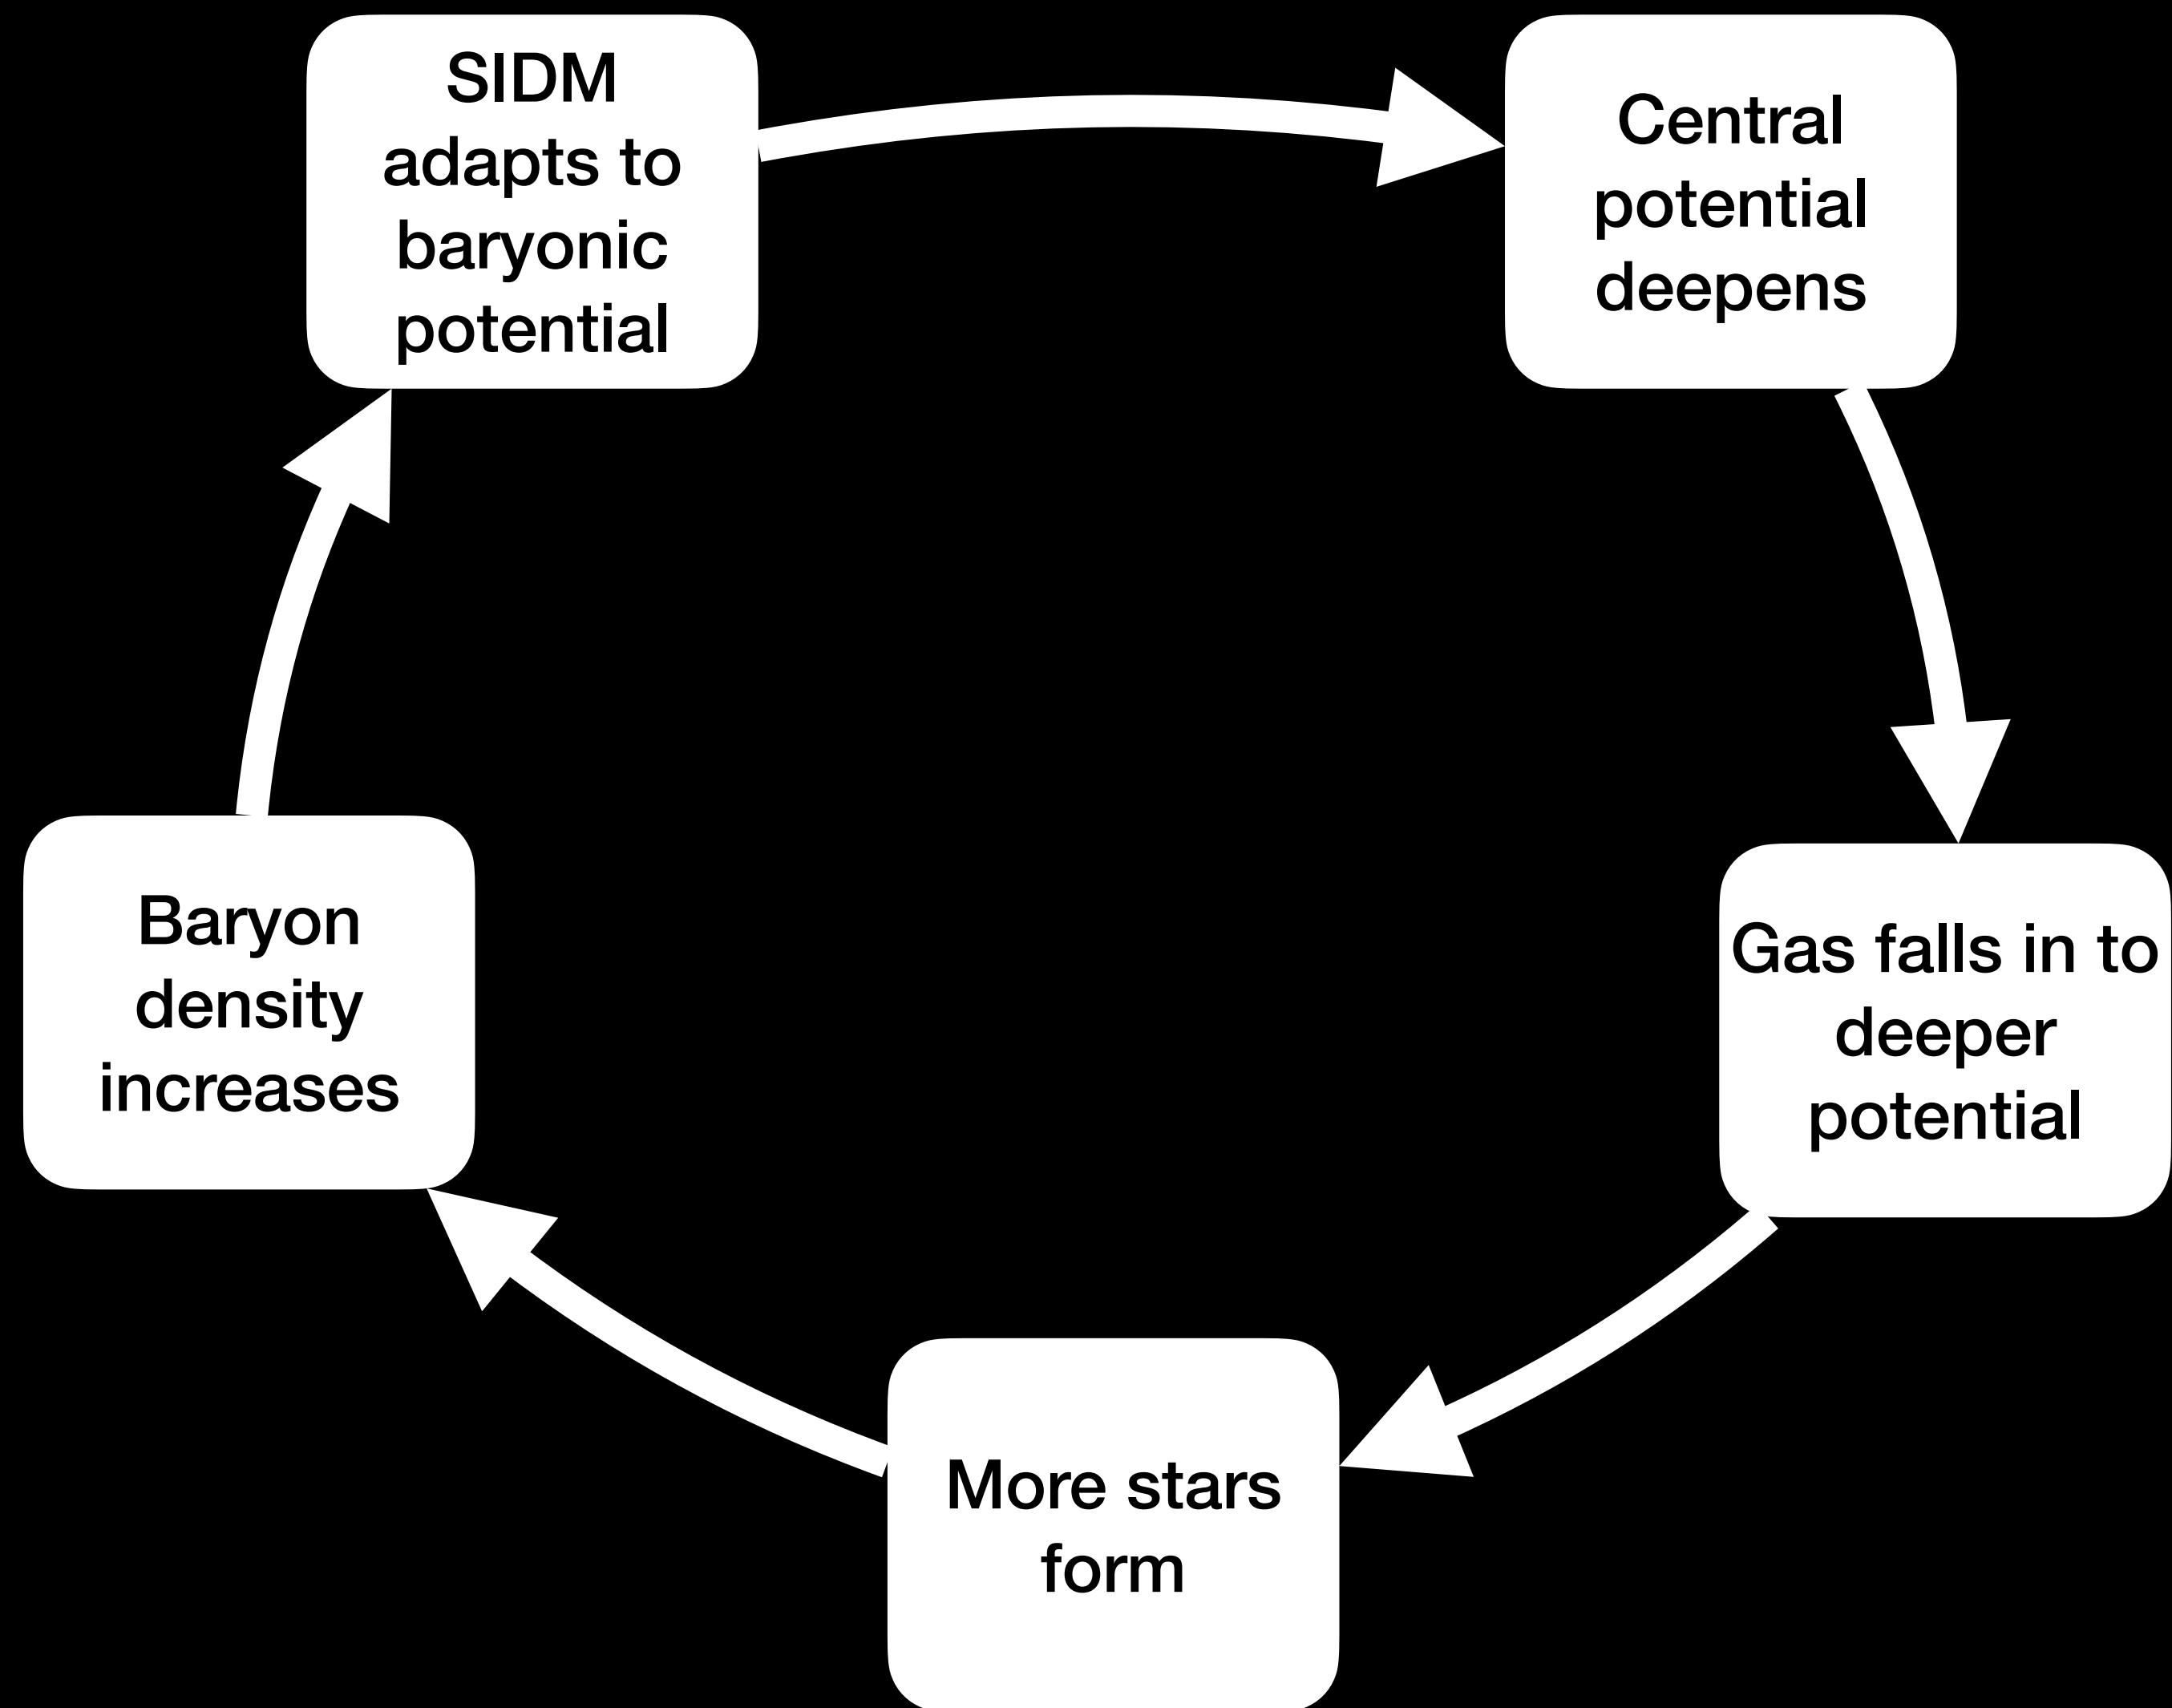 SIDM
adapts to
baryonic
potential
Central
potential
deepens
Gas falls in to
deeper
potential
More stars
form
Baryon
density
increases